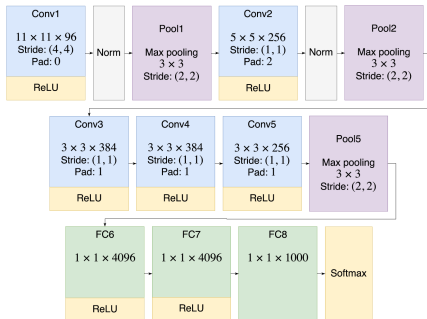 Conv1
11 × 11 × 96
Stride: (4, 4)
Pad: 0
ReLU
Norm
Pool1
Max pooling
3 × 3
Stride: (2, 2)
Conv2
5 × 5 × 256
Stride: (1, 1)
Pad: 2
ReLU
Norm
Pool2
Max pooling
3 × 3
Stride: (2, 2)
Conv3
3 × 3 × 384
Stride: (1, 1)
Pad: 1
ReLU
Conv4
3 × 3 × 384
Stride: (1, 1)
Pad: 1
ReLU
Conv5
3 × 3 × 256
Stride: (1, 1)
Pad: 1
ReLU
Pool5
Max pooling
3 × 3
Stride: (2, 2)
FC6
1 × 1 × 4096
ReLU
FC7
1 × 1 × 4096
ReLU
FC8
1 × 1 × 1000
Softmax